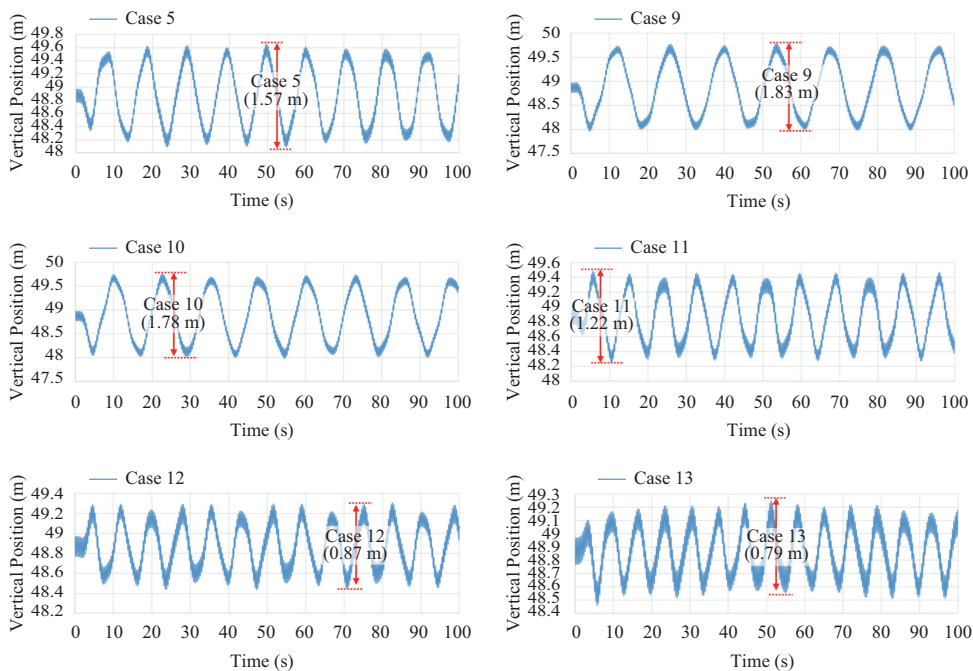 Case 5
Vertical Position (m)
49.8
49.6
49.4
49.2
49
48.8
48.6
48.4
48.2
48
Case 5
(1.57 m)
0 10 20 30 40 50 60 70 80 90 100
Time (s)
Case 9
Vertical Position (m)
50
49.5
49
48.5
48
47.5
Case 9
(1.83 m)
0 10 20 30 40 50 60 70 80 90 100
Time (s)
Case 10
Vertical Position (m)
50
49.5
49
48.5
48
47.5
Case 10
(1.78 m)
0 10 20 30 40 50 60 70 80 90 100
Time (s)
Case 11
Vertical Position (m)
49.6
49.4
49.2
49
48.8
48.6
48.4
48.2
48
Case 11
(1.22 m)
0 10 20 30 40 50 60 70 80 90 100
Time (s)
Case 12
Vertical Position (m)
49.4
49.2
49
48.8
48.6
48.4
48.2
Case 12
(0.87 m)
0 10 20 30 40 50 60 70 80 90 100
Time (s)
Case 13
Vertical Position (m)
49.3
49.2
49.1
49
48.9
48.8
48.7
48.6
48.5
48.4
Case 13
(0.79 m)
0 10 20 30 40 50 60 70 80 90 100
Time (s)